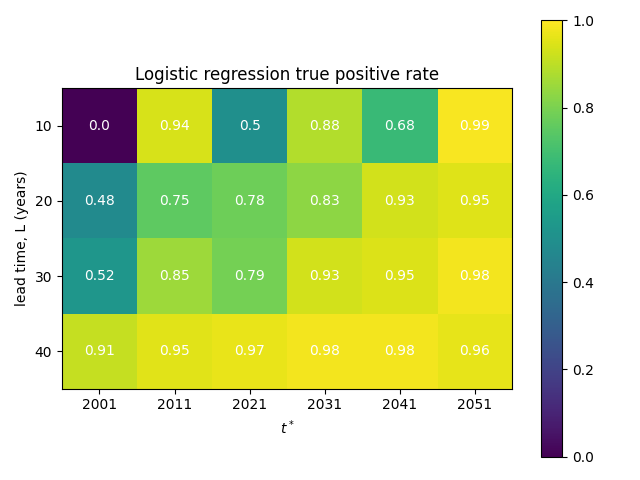 Logistic regression true positive rate
lead time, L (years)
10 0.0 0.94 0.5 0.88 0.68 0.99
20 0.48 0.75 0.78 0.83 0.93 0.95
30 0.52 0.85 0.79 0.93 0.95 0.98
40 0.91 0.95 0.97 0.98 0.98 0.96
2001 2011 2021 2031 2041 2051
t*
1.0
0.8
0.6
0.4
0.2
0.0